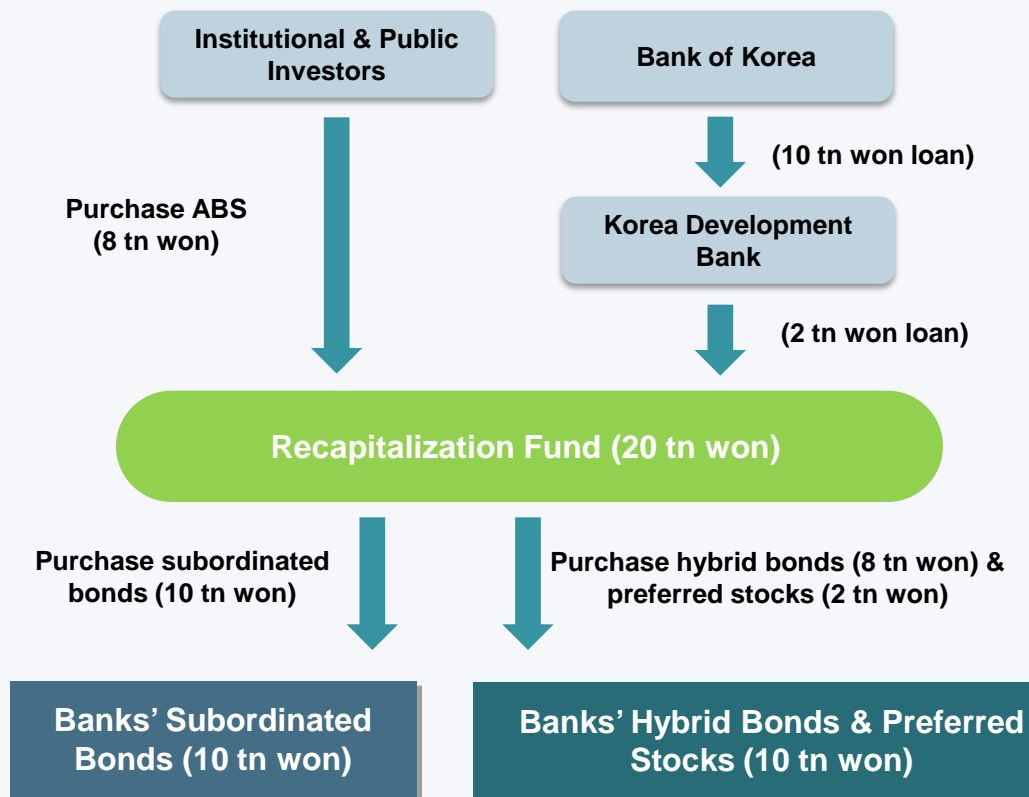 Institutional & Public
Investors
Bank of Korea
(10 tn won loan)
Purchase ABS
(8 tn won)
Korea Development
Bank
(2 tn won loan)
Recapitalization Fund (20 tn won)
Purchase subordinated
bonds (10 tn won)
Purchase hybrid bonds (8 tn won) &
preferred stocks (2 tn won)
Banks’ Subordinated
Bonds (10 tn won)
Banks’ Hybrid Bonds & Preferred
Stocks (10 tn won)